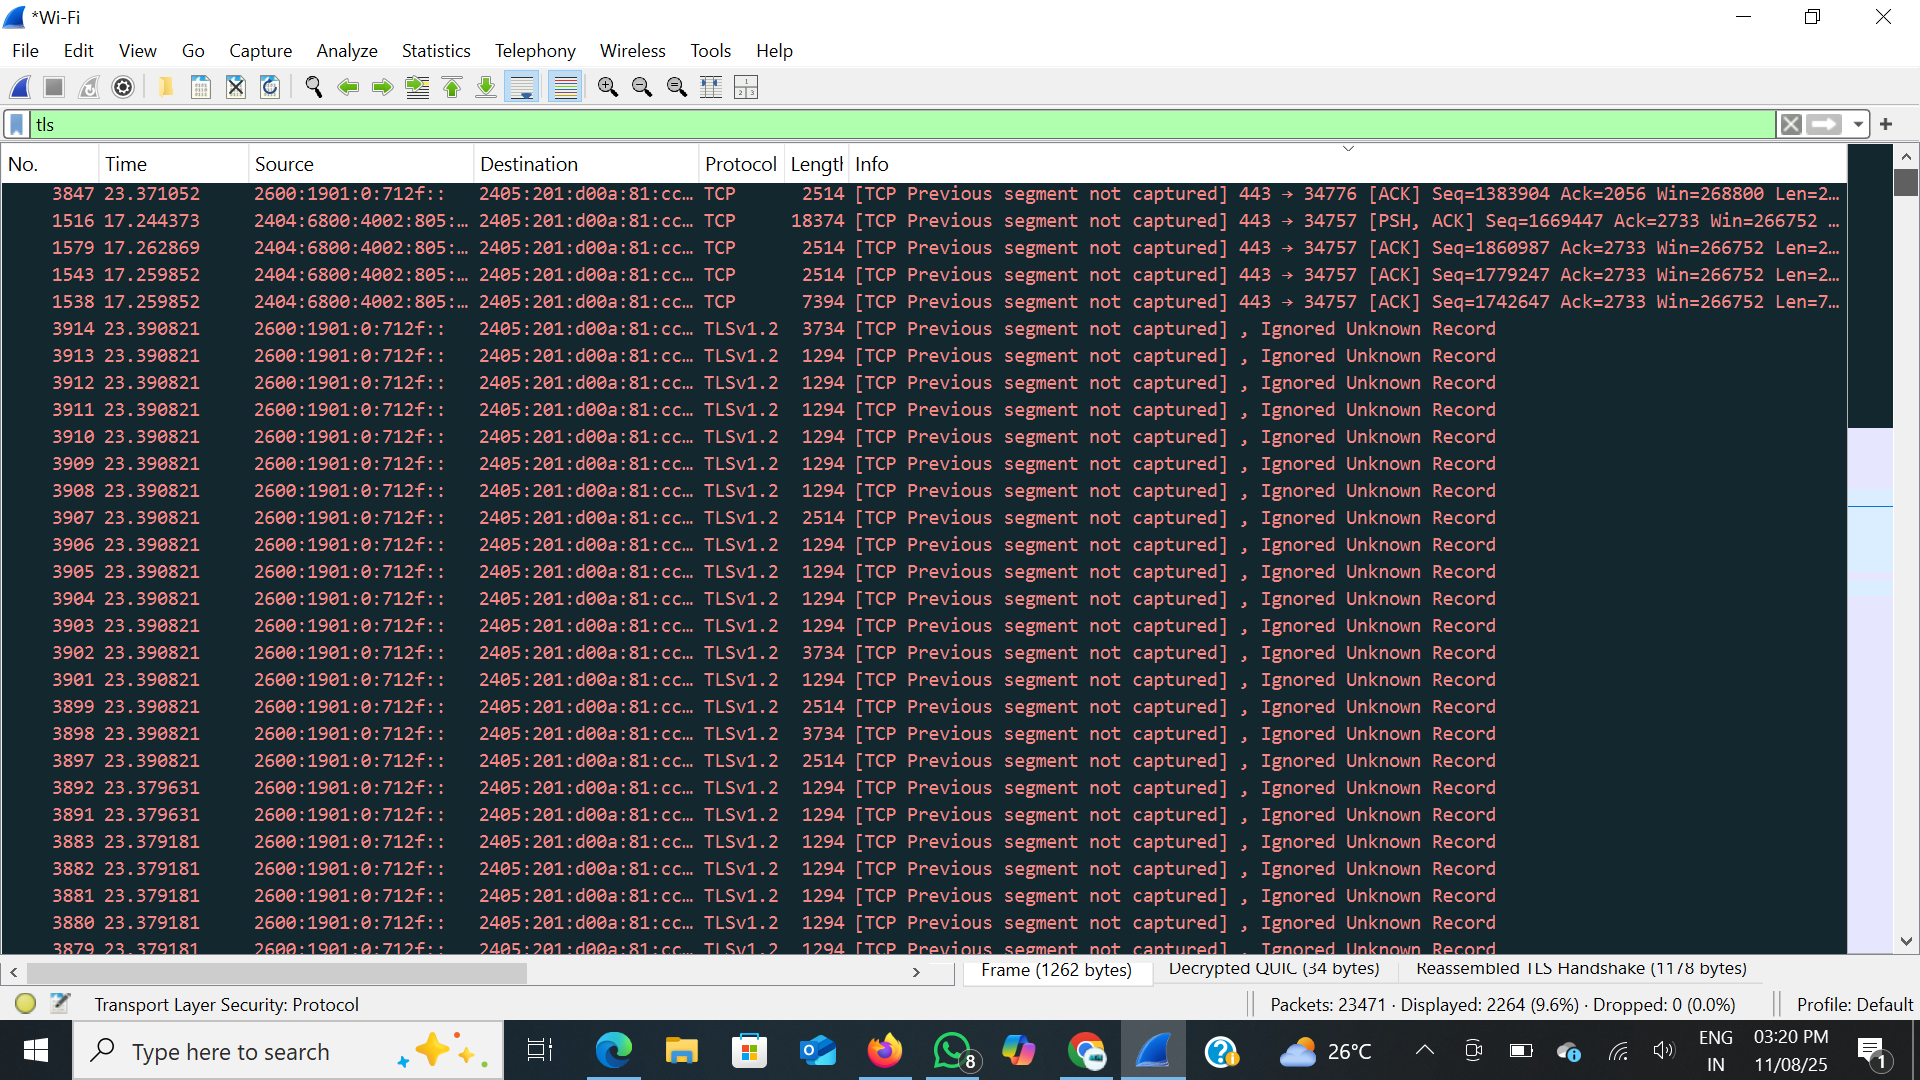 *Wi-Fi
File Edit View Go Capture Analyze Statistics Telephony Wireless Tools Help
tls
No. Time Source Destination Protocol Length Info
3847 23.371052 2600:1901:0:712f:: 2405:201:d00a:81:cc… TCP 2514 [TCP Previous segment not captured] 443 → 34776 [ACK] Seq=1383904 Ack=2056 Win=268800 Len=2…
1516 17.244373 2404:6800:4002:805:… 2405:201:d00a:81:cc… TCP 18374 [TCP Previous segment not captured] 443 → 34757 [PSH, ACK] Seq=1669447 Ack=2733 Win=266752 …
1579 17.262869 2404:6800:4002:805:… 2405:201:d00a:81:cc… TCP 2514 [TCP Previous segment not captured] 443 → 34757 [ACK] Seq=1860987 Ack=2733 Win=266752 Len=2…
1543 17.259852 2404:6800:4002:805:… 2405:201:d00a:81:cc… TCP 2514 [TCP Previous segment not captured] 443 → 34757 [ACK] Seq=1779247 Ack=2733 Win=266752 Len=2…
1538 17.259852 2404:6800:4002:805:… 2405:201:d00a:81:cc… TCP 7394 [TCP Previous segment not captured] 443 → 34757 [ACK] Seq=1742647 Ack=2733 Win=266752 Len=7…
3914 23.390821 2600:1901:0:712f:: 2405:201:d00a:81:cc… TLSv1.2 3734 [TCP Previous segment not captured] , Ignored Unknown Record
3913 23.390821 2600:1901:0:712f:: 2405:201:d00a:81:cc… TLSv1.2 1294 [TCP Previous segment not captured] , Ignored Unknown Record
3912 23.390821 2600:1901:0:712f:: 2405:201:d00a:81:cc… TLSv1.2 1294 [TCP Previous segment not captured] , Ignored Unknown Record
3911 23.390821 2600:1901:0:712f:: 2405:201:d00a:81:cc… TLSv1.2 1294 [TCP Previous segment not captured] , Ignored Unknown Record
3910 23.390821 2600:1901:0:712f:: 2405:201:d00a:81:cc… TLSv1.2 1294 [TCP Previous segment not captured] , Ignored Unknown Record
3909 23.390821 2600:1901:0:712f:: 2405:201:d00a:81:cc… TLSv1.2 1294 [TCP Previous segment not captured] , Ignored Unknown Record
3908 23.390821 2600:1901:0:712f:: 2405:201:d00a:81:cc… TLSv1.2 1294 [TCP Previous segment not captured] , Ignored Unknown Record
3907 23.390821 2600:1901:0:712f:: 2405:201:d00a:81:cc… TLSv1.2 2514 [TCP Previous segment not captured] , Ignored Unknown Record
3906 23.390821 2600:1901:0:712f:: 2405:201:d00a:81:cc… TLSv1.2 1294 [TCP Previous segment not captured] , Ignored Unknown Record
3905 23.390821 2600:1901:0:712f:: 2405:201:d00a:81:cc… TLSv1.2 1294 [TCP Previous segment not captured] , Ignored Unknown Record
3904 23.390821 2600:1901:0:712f:: 2405:201:d00a:81:cc… TLSv1.2 1294 [TCP Previous segment not captured] , Ignored Unknown Record
3903 23.390821 2600:1901:0:712f:: 2405:201:d00a:81:cc… TLSv1.2 1294 [TCP Previous segment not captured] , Ignored Unknown Record
3902 23.390821 2600:1901:0:712f:: 2405:201:d00a:81:cc… TLSv1.2 3734 [TCP Previous segment not captured] , Ignored Unknown Record
3901 23.390821 2600:1901:0:712f:: 2405:201:d00a:81:cc… TLSv1.2 1294 [TCP Previous segment not captured] , Ignored Unknown Record
3899 23.390821 2600:1901:0:712f:: 2405:201:d00a:81:cc… TLSv1.2 2514 [TCP Previous segment not captured] , Ignored Unknown Record
3898 23.390821 2600:1901:0:712f:: 2405:201:d00a:81:cc… TLSv1.2 3734 [TCP Previous segment not captured] , Ignored Unknown Record
3897 23.390821 2600:1901:0:712f:: 2405:201:d00a:81:cc… TLSv1.2 2514 [TCP Previous segment not captured] , Ignored Unknown Record
3892 23.379631 2600:1901:0:712f:: 2405:201:d00a:81:cc… TLSv1.2 1294 [TCP Previous segment not captured] , Ignored Unknown Record
3891 23.379631 2600:1901:0:712f:: 2405:201:d00a:81:cc… TLSv1.2 1294 [TCP Previous segment not captured] , Ignored Unknown Record
3883 23.379181 2600:1901:0:712f:: 2405:201:d00a:81:cc… TLSv1.2 1294 [TCP Previous segment not captured] , Ignored Unknown Record
3882 23.379181 2600:1901:0:712f:: 2405:201:d00a:81:cc… TLSv1.2 1294 [TCP Previous segment not captured] , Ignored Unknown Record
3881 23.379181 2600:1901:0:712f:: 2405:201:d00a:81:cc… TLSv1.2 1294 [TCP Previous segment not captured] , Ignored Unknown Record
3880 23.379181 2600:1901:0:712f:: 2405:201:d00a:81:cc… TLSv1.2 1294 [TCP Previous segment not captured] , Ignored Unknown Record
3879 23.379181 2600:1901:0:712f:: 2405:201:d00a:81:cc… TLSv1.2 1294 [TCP Previous segment not captured] , Ignored Unknown Record
Frame (1262 bytes) Decrypted QUIC (34 bytes) Reassembled TLS Handshake (1178 bytes)
Transport Layer Security: Protocol Packets: 23471 · Displayed: 2264 (9.6%) · Dropped: 0 (0.0%) Profile: Default
Type here to search 8 26°C ENG IN 03:20 PM 11/08/25 1